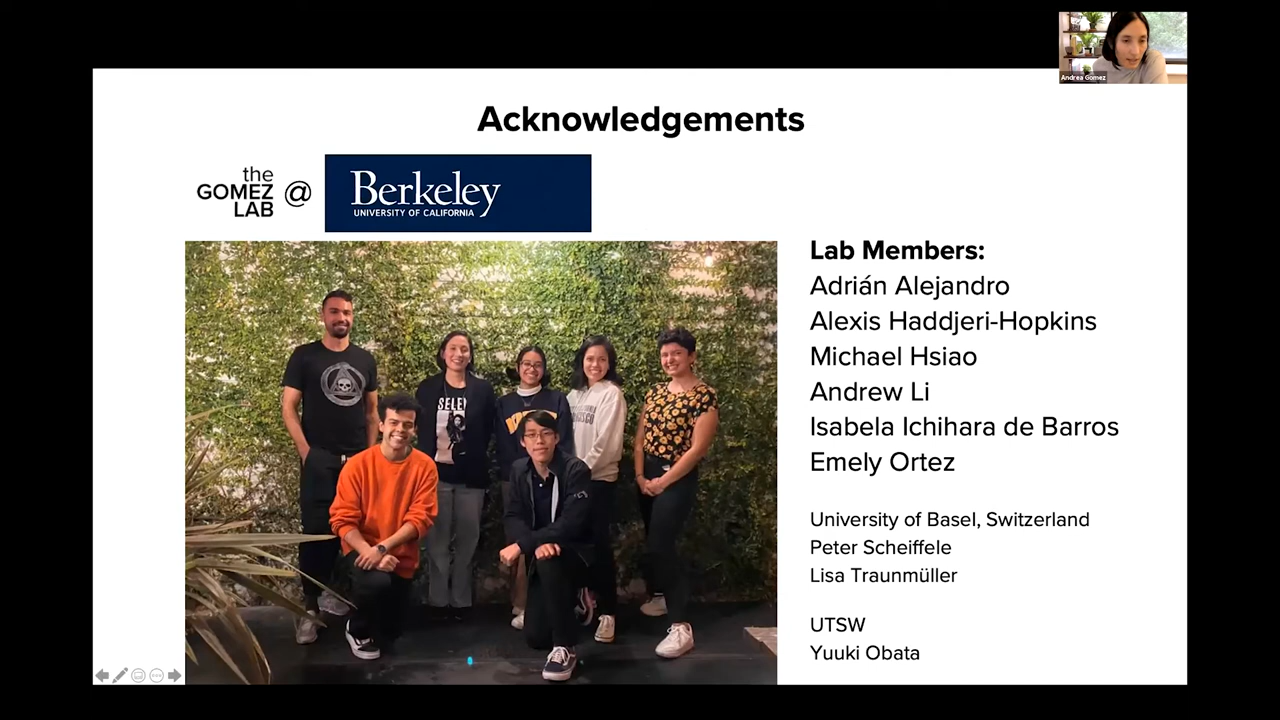 Andrea Gomez
Acknowledgements
the
GOMEZ
LAB
@
Berkeley
UNIVERSITY OF CALIFORNIA
Lab Members:
Adrián Alejandro
Alexis Haddjeri-Hopkins
Michael Hsiao
Andrew Li
Isabela Ichihara de Barros
Emely Ortez
University of Basel, Switzerland
Peter Scheiffele
Lisa Traunmüller
UTSW
Yuuki Obata